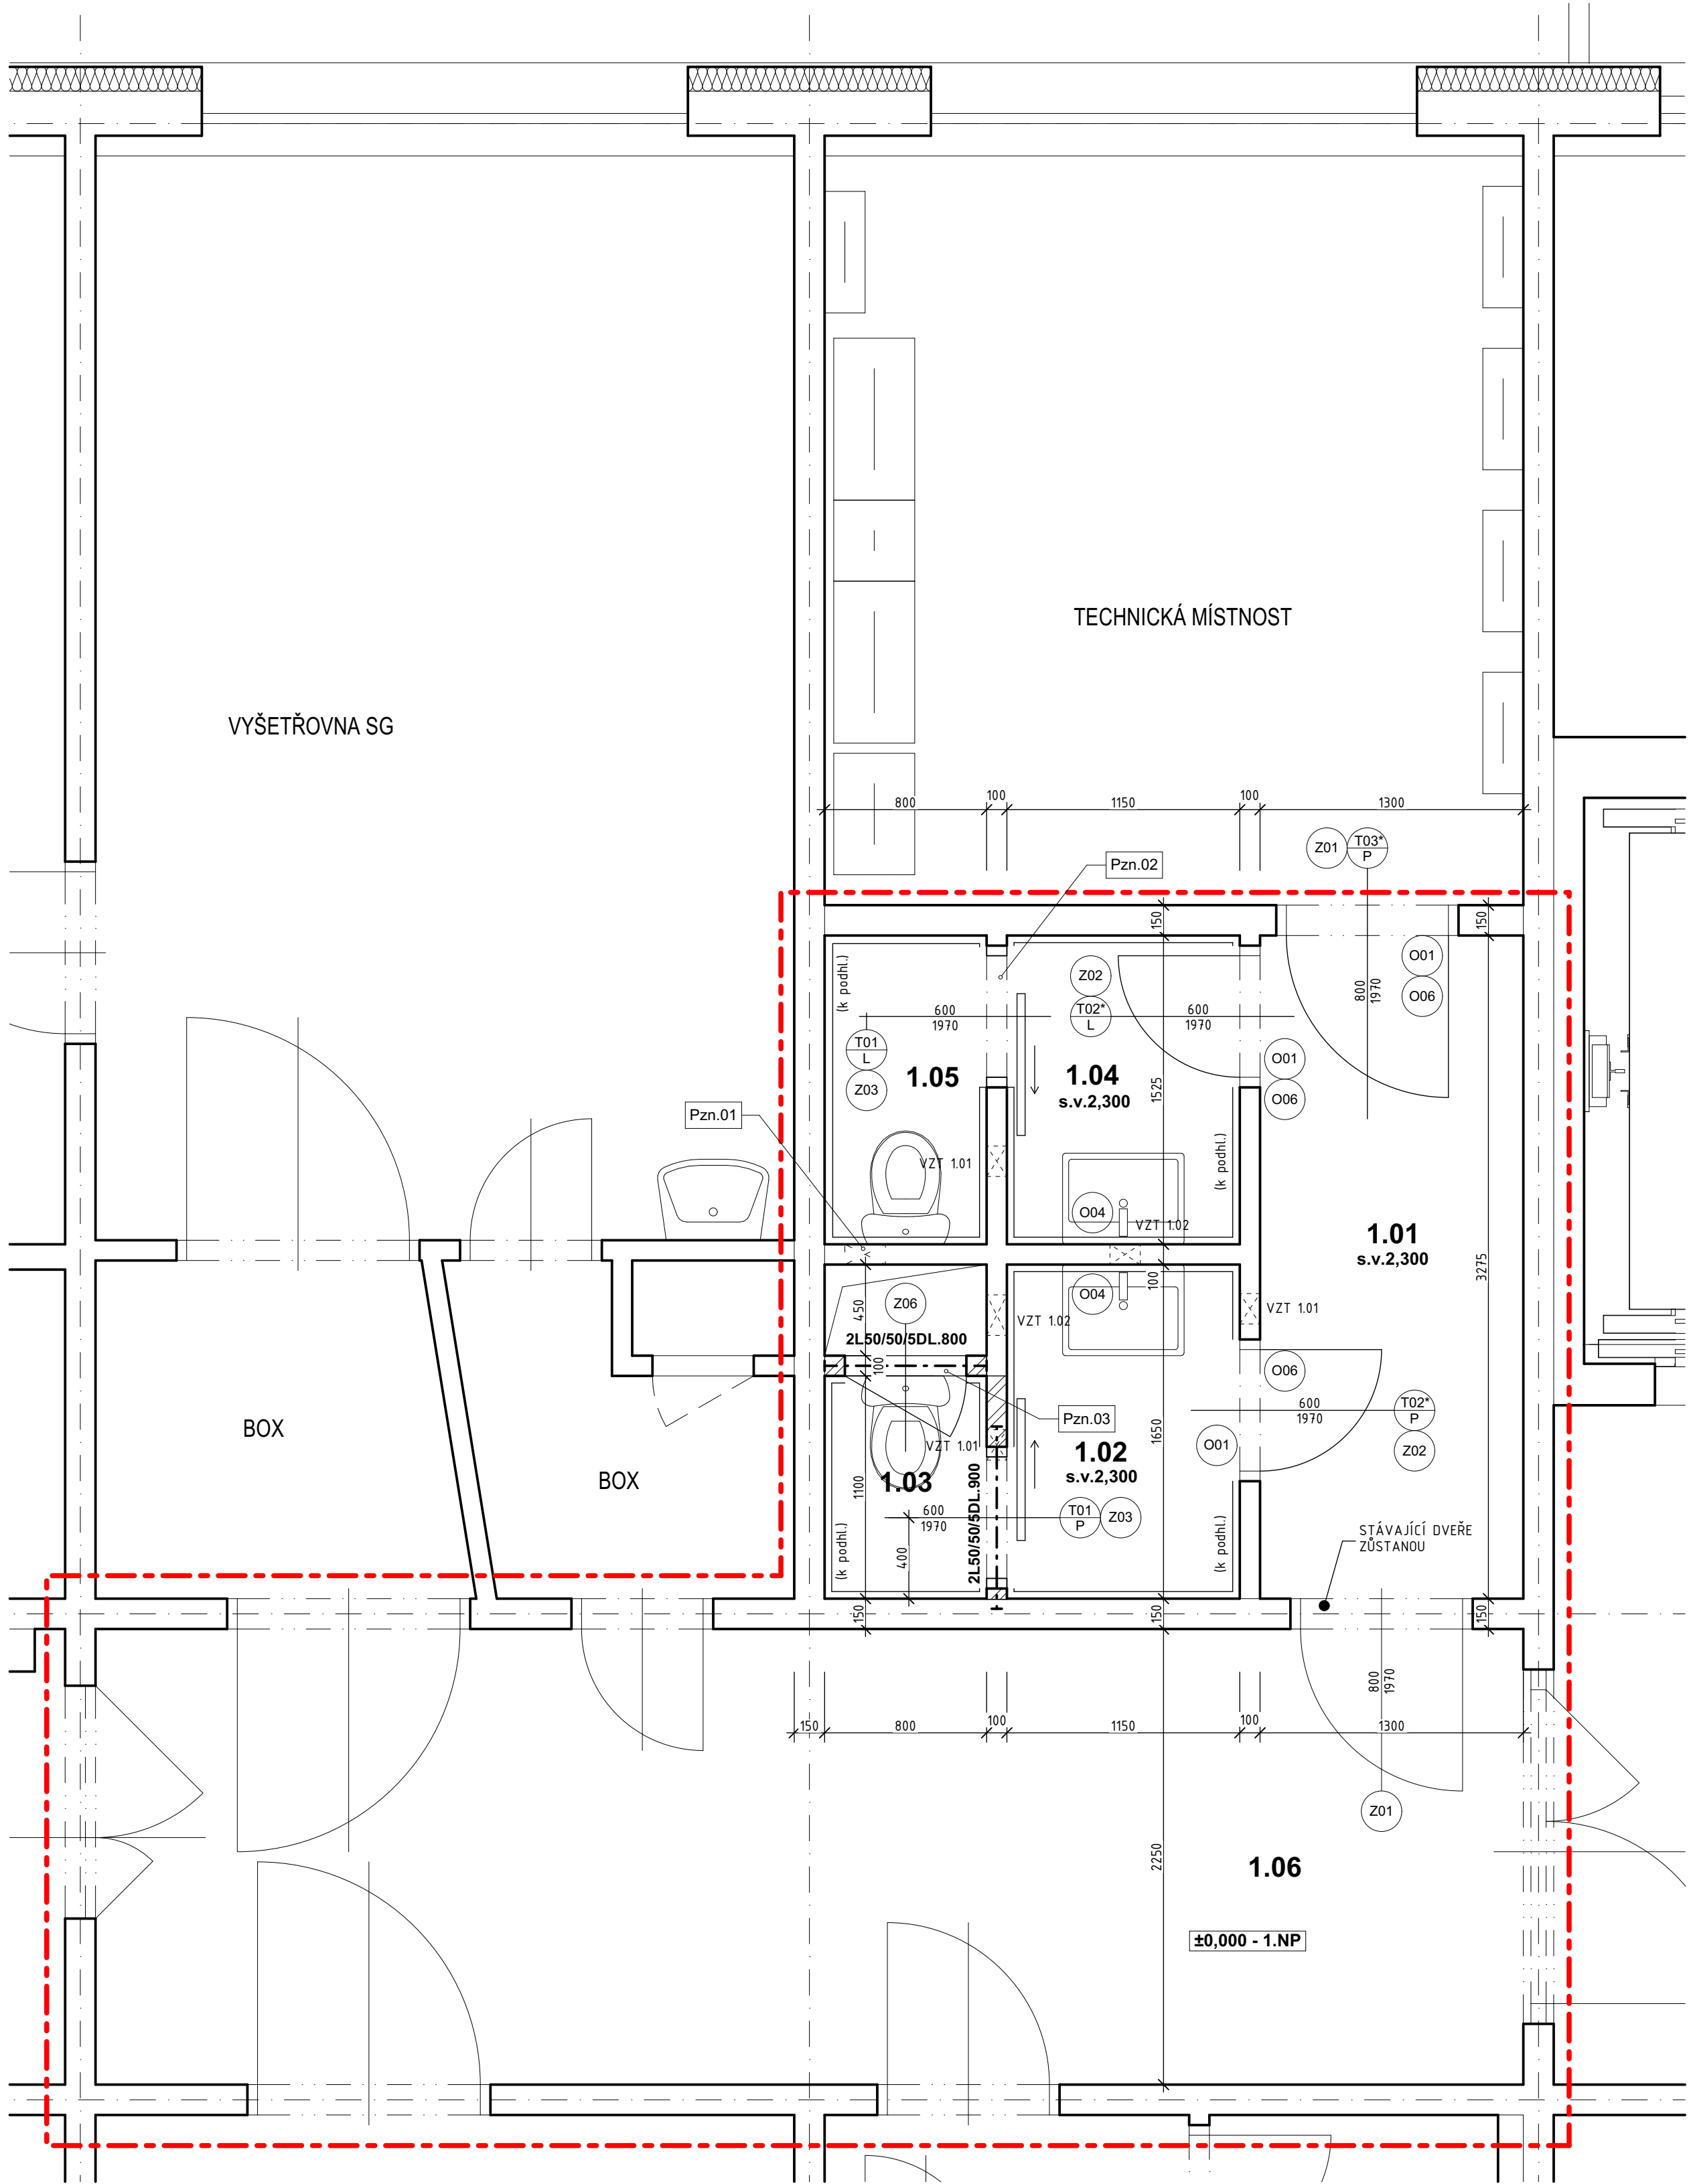 TECHNICKÁ MÍSTNOST
VYŠETŘOVNA SG
800
100
1150
100
1300
Z01
T03*
P
Pzn.02
150
150
(k podhl.)
Z02
O01
600
1970
T02*
L
600
1970
800
1970
O06
T01
L
O01
1.05
1.04
s.v.2,300
1525
Z03
O06
Pzn.01
VZT 1.01
(k podhl.)
O04
VZT 1.02
1.01
s.v.2,300
3275
100
450
Z06
O04
VZT 1.02
VZT 1.01
2L50/50/5DL.800
100
O06
600
1970
T02*
P
Pzn.03
BOX
1650
O01
Z02
VZT 1.01
1.02
s.v.2,300
BOX
1.03
1100
600
1970
2L50/50/5DL.900
T01
P
Z03
(k podhl.)
400
(k podhl.)
STÁVAJÍCÍ DVEŘE
ZŮSTANOU
150
150
150
800
1970
150
800
100
1150
100
1300
Z01
2250
1.06
±0,000 - 1.NP